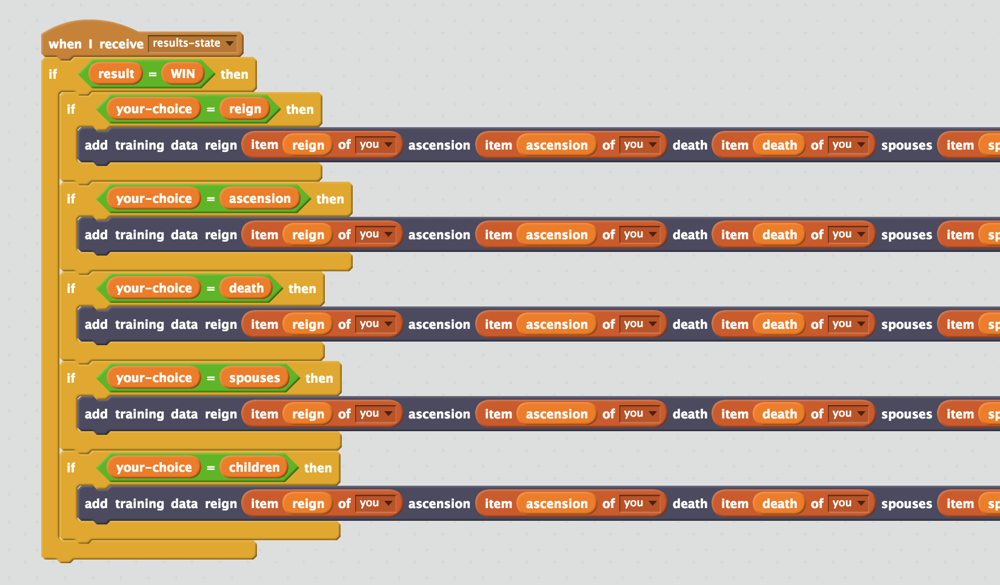 when I receive results-state
if result = WIN then
if your-choice = reign then
add training data reign item reign of you ascension item ascension of you death item death of you spouses item
if your-choice = ascension then
add training data reign item reign of you ascension item ascension of you death item death of you spouses item
if your-choice = death then
add training data reign item reign of you ascension item ascension of you death item death of you spouses item
if your-choice = spouses then
add training data reign item reign of you ascension item ascension of you death item death of you spouses item
if your-choice = children then
add training data reign item reign of you ascension item ascension of you death item death of you spouses item